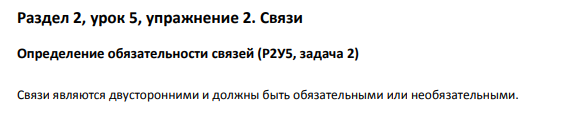 Раздел 2, урок 5, упражнение 2. Связи
Определение обязательности связей (Р2У5, задача 2)
Связи являются двусторонними и должны быть обязательными или необязательными.